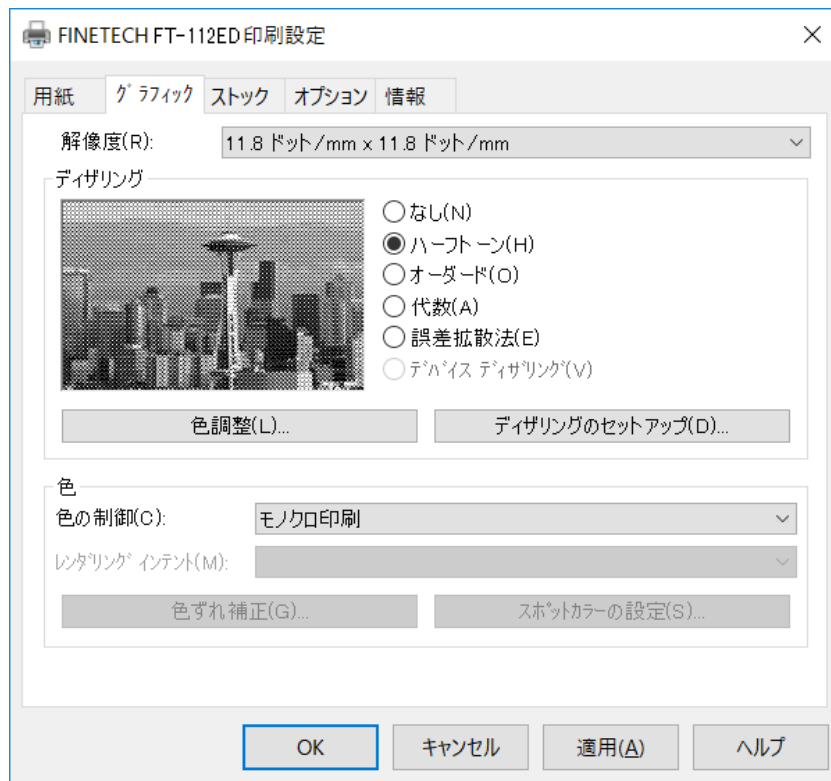 FINETECH FT-112ED 印刷設定
用紙 グラフィック ストック オプション 情報
解像度(R): 11.8 ドット/mm x 11.8 ドット/mm
ディザリング
なし(N)
ハーフトーン(H)
オーダード(O)
代数(A)
誤差拡散法(E)
デバイス ディザリング(V)
色調整(L)... ディザリングのセットアップ(D)...
色
色の制御(C): モノクロ印刷
レンダリング インテント(M):
色ずれ補正(G)... スポットカラーの設定(S)...
OK キャンセル 適用(A) ヘルプ